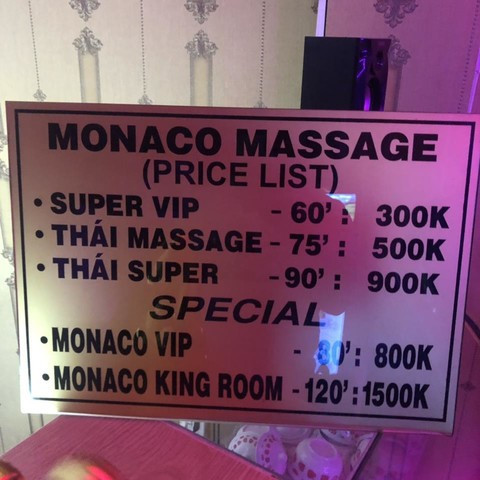 MONACO MASSAGE
(PRICE LIST)
• SUPER VIP - 60' : 300K
• THÁI MASSAGE - 75' : 500K
• THÁI SUPER - 90' : 900K
SPECIAL
• MONACO VIP - : 800K
• MONACO KING ROOM - 120' : 1500K